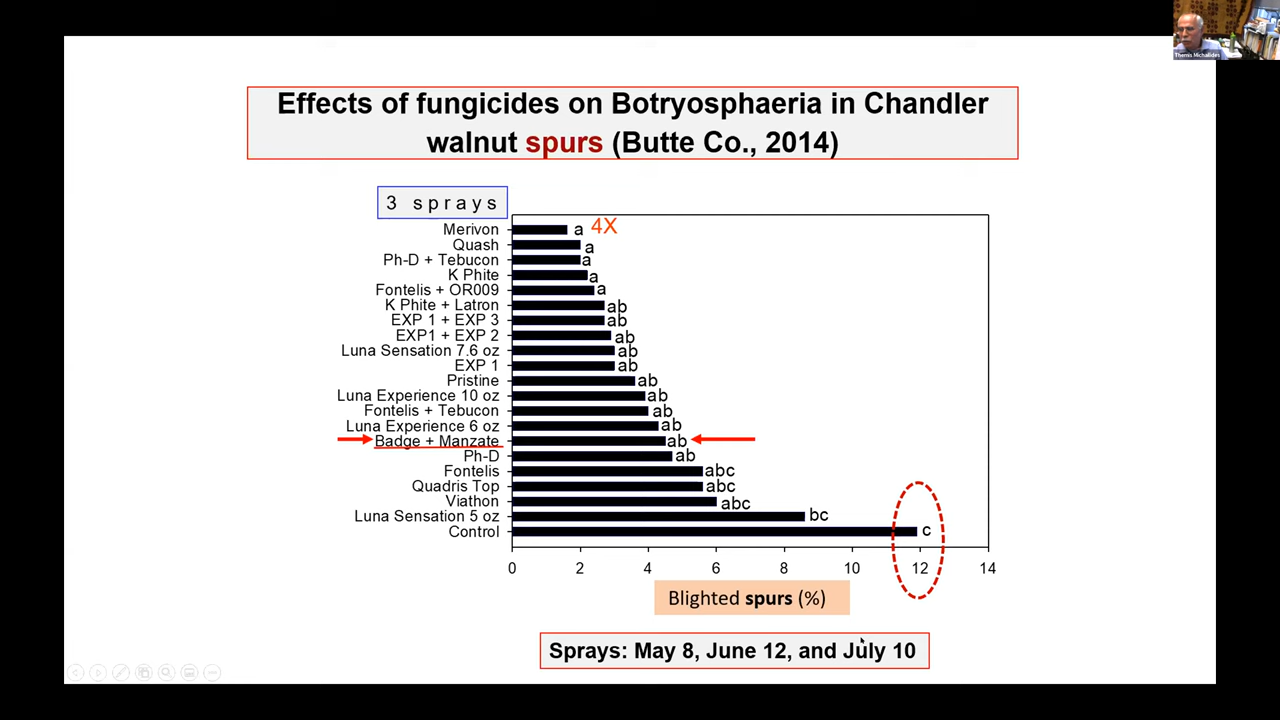 Themis Michailides
Effects of fungicides on Botryosphaeria in Chandler
walnut spurs (Butte Co., 2014)
3 sprays
Merivon a 4X
Quash a
Ph-D + Tebucon a
K Phite a
Fontelis + OR009 a
K Phite + Latron ab
EXP 1 + EXP 3 ab
EXP1 + EXP 2 ab
Luna Sensation 7.6 oz ab
EXP 1 ab
Pristine ab
Luna Experience 10 oz ab
Fontelis + Tebucon ab
Luna Experience 6 oz ab
Badge + Manzate ab
Ph-D ab
Fontelis abc
Quadris Top abc
Viathon abc
Luna Sensation 5 oz bc
Control c
0 2 4 6 8 10 12 14
Blighted spurs (%)
Sprays: May 8, June 12, and July 10